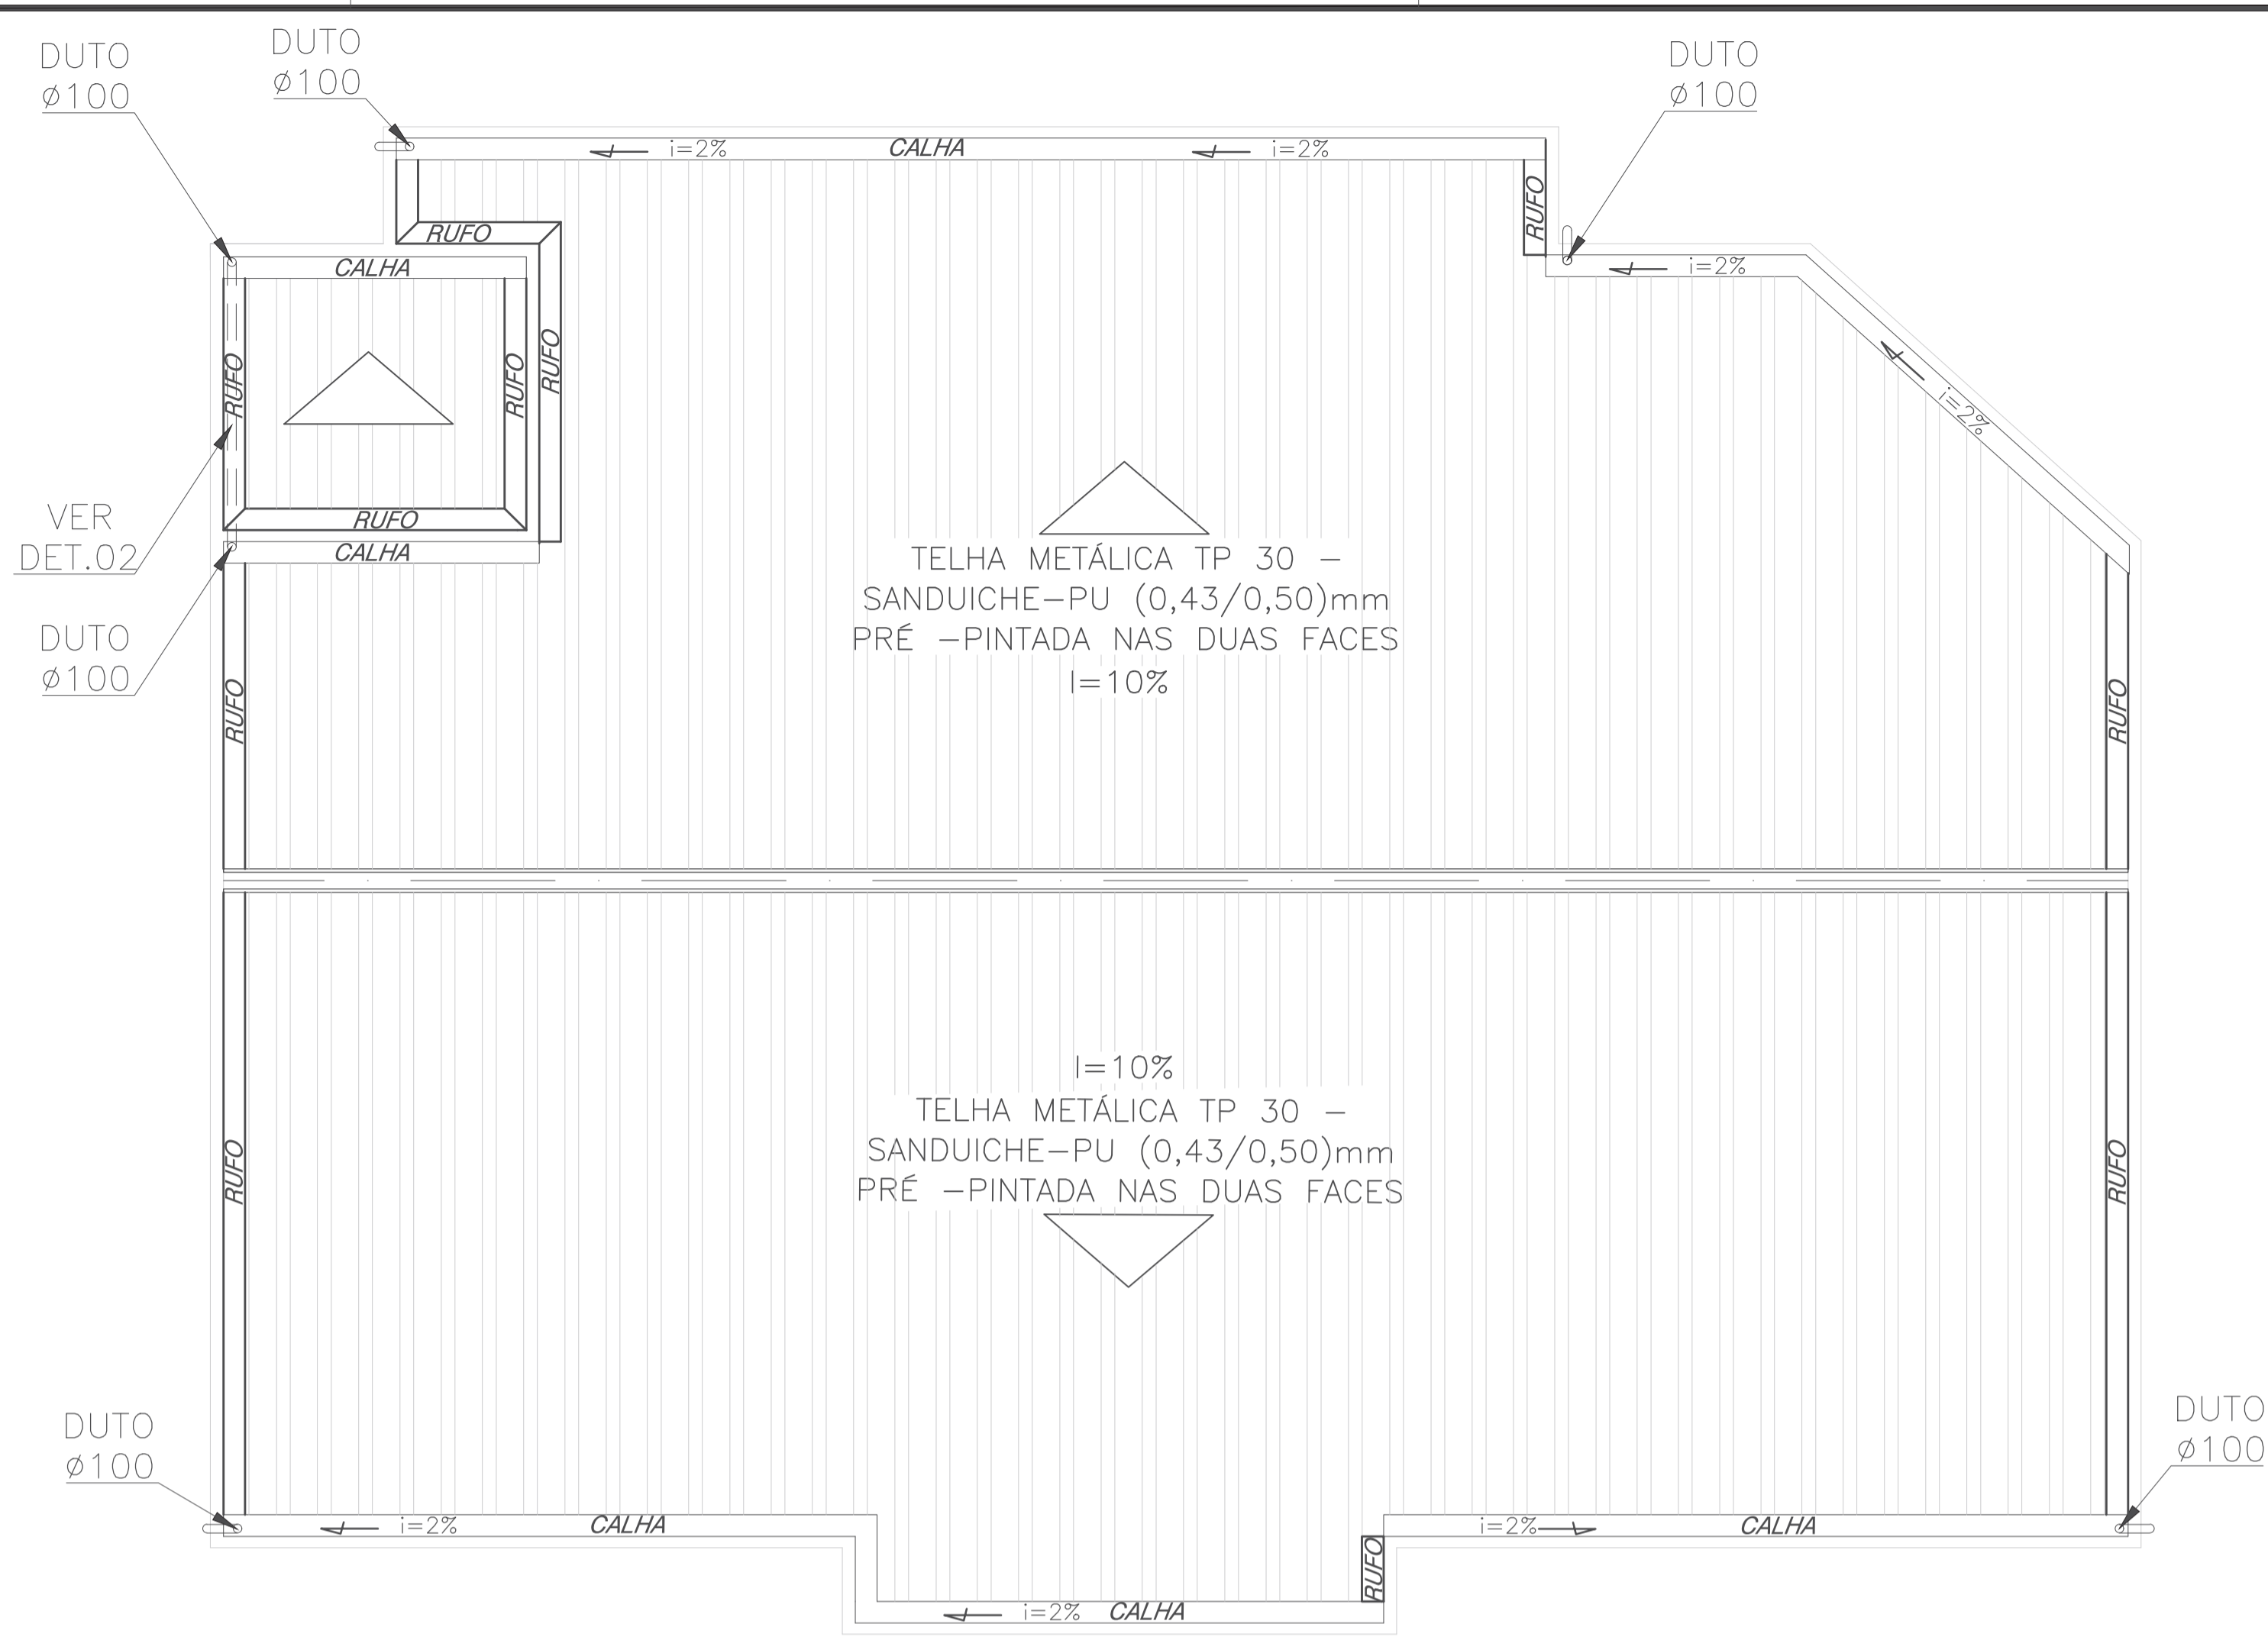 DUTO
ø100
DUTO
ø100
DUTO
ø100
i=2%
CALHA
i=2%
RUFO
RUFO
CALHA
i=2%
RUFO
RUFO
RUFO
i=2%
VER
DET.02
RUFO
CALHA
DUTO
ø100
TELHA METÁLICA TP 30 –
SANDUICHE–PU (0,43/0,50)mm
PRÉ –PINTADA NAS DUAS FACES
I=10%
RUFO
RUFO
I=10%
TELHA METÁLICA TP 30 –
SANDUICHE–PU (0,43/0,50)mm
PRÉ –PINTADA NAS DUAS FACES
RUFO
RUFO
DUTO
ø100
DUTO
ø100
i=2%
CALHA
i=2%
CALHA
RUFO
i=2%
CALHA